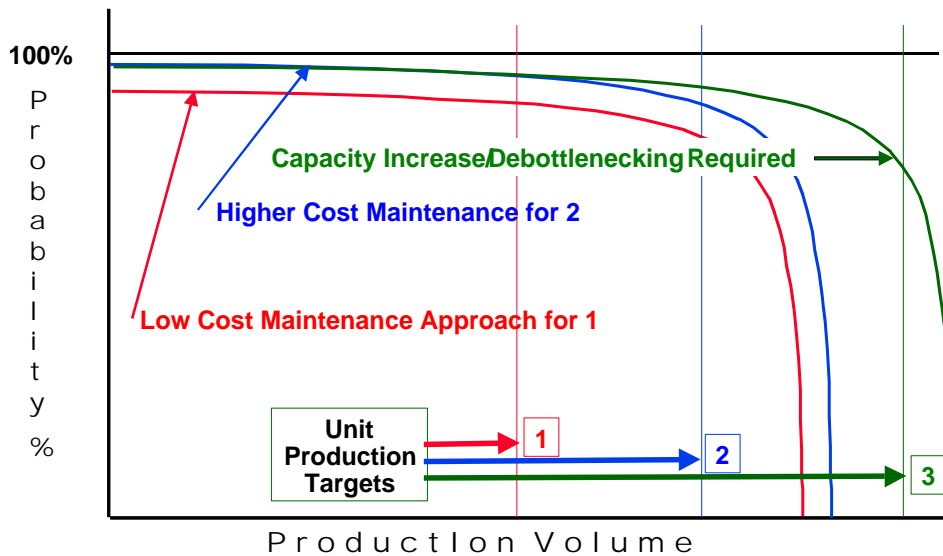 100%
Probability %
Capacity Increase/Debottlenecking Required
Higher Cost Maintenance for 2
Low Cost Maintenance Approach for 1
Unit
Production
Targets
1
2
3
ProductIon Volume